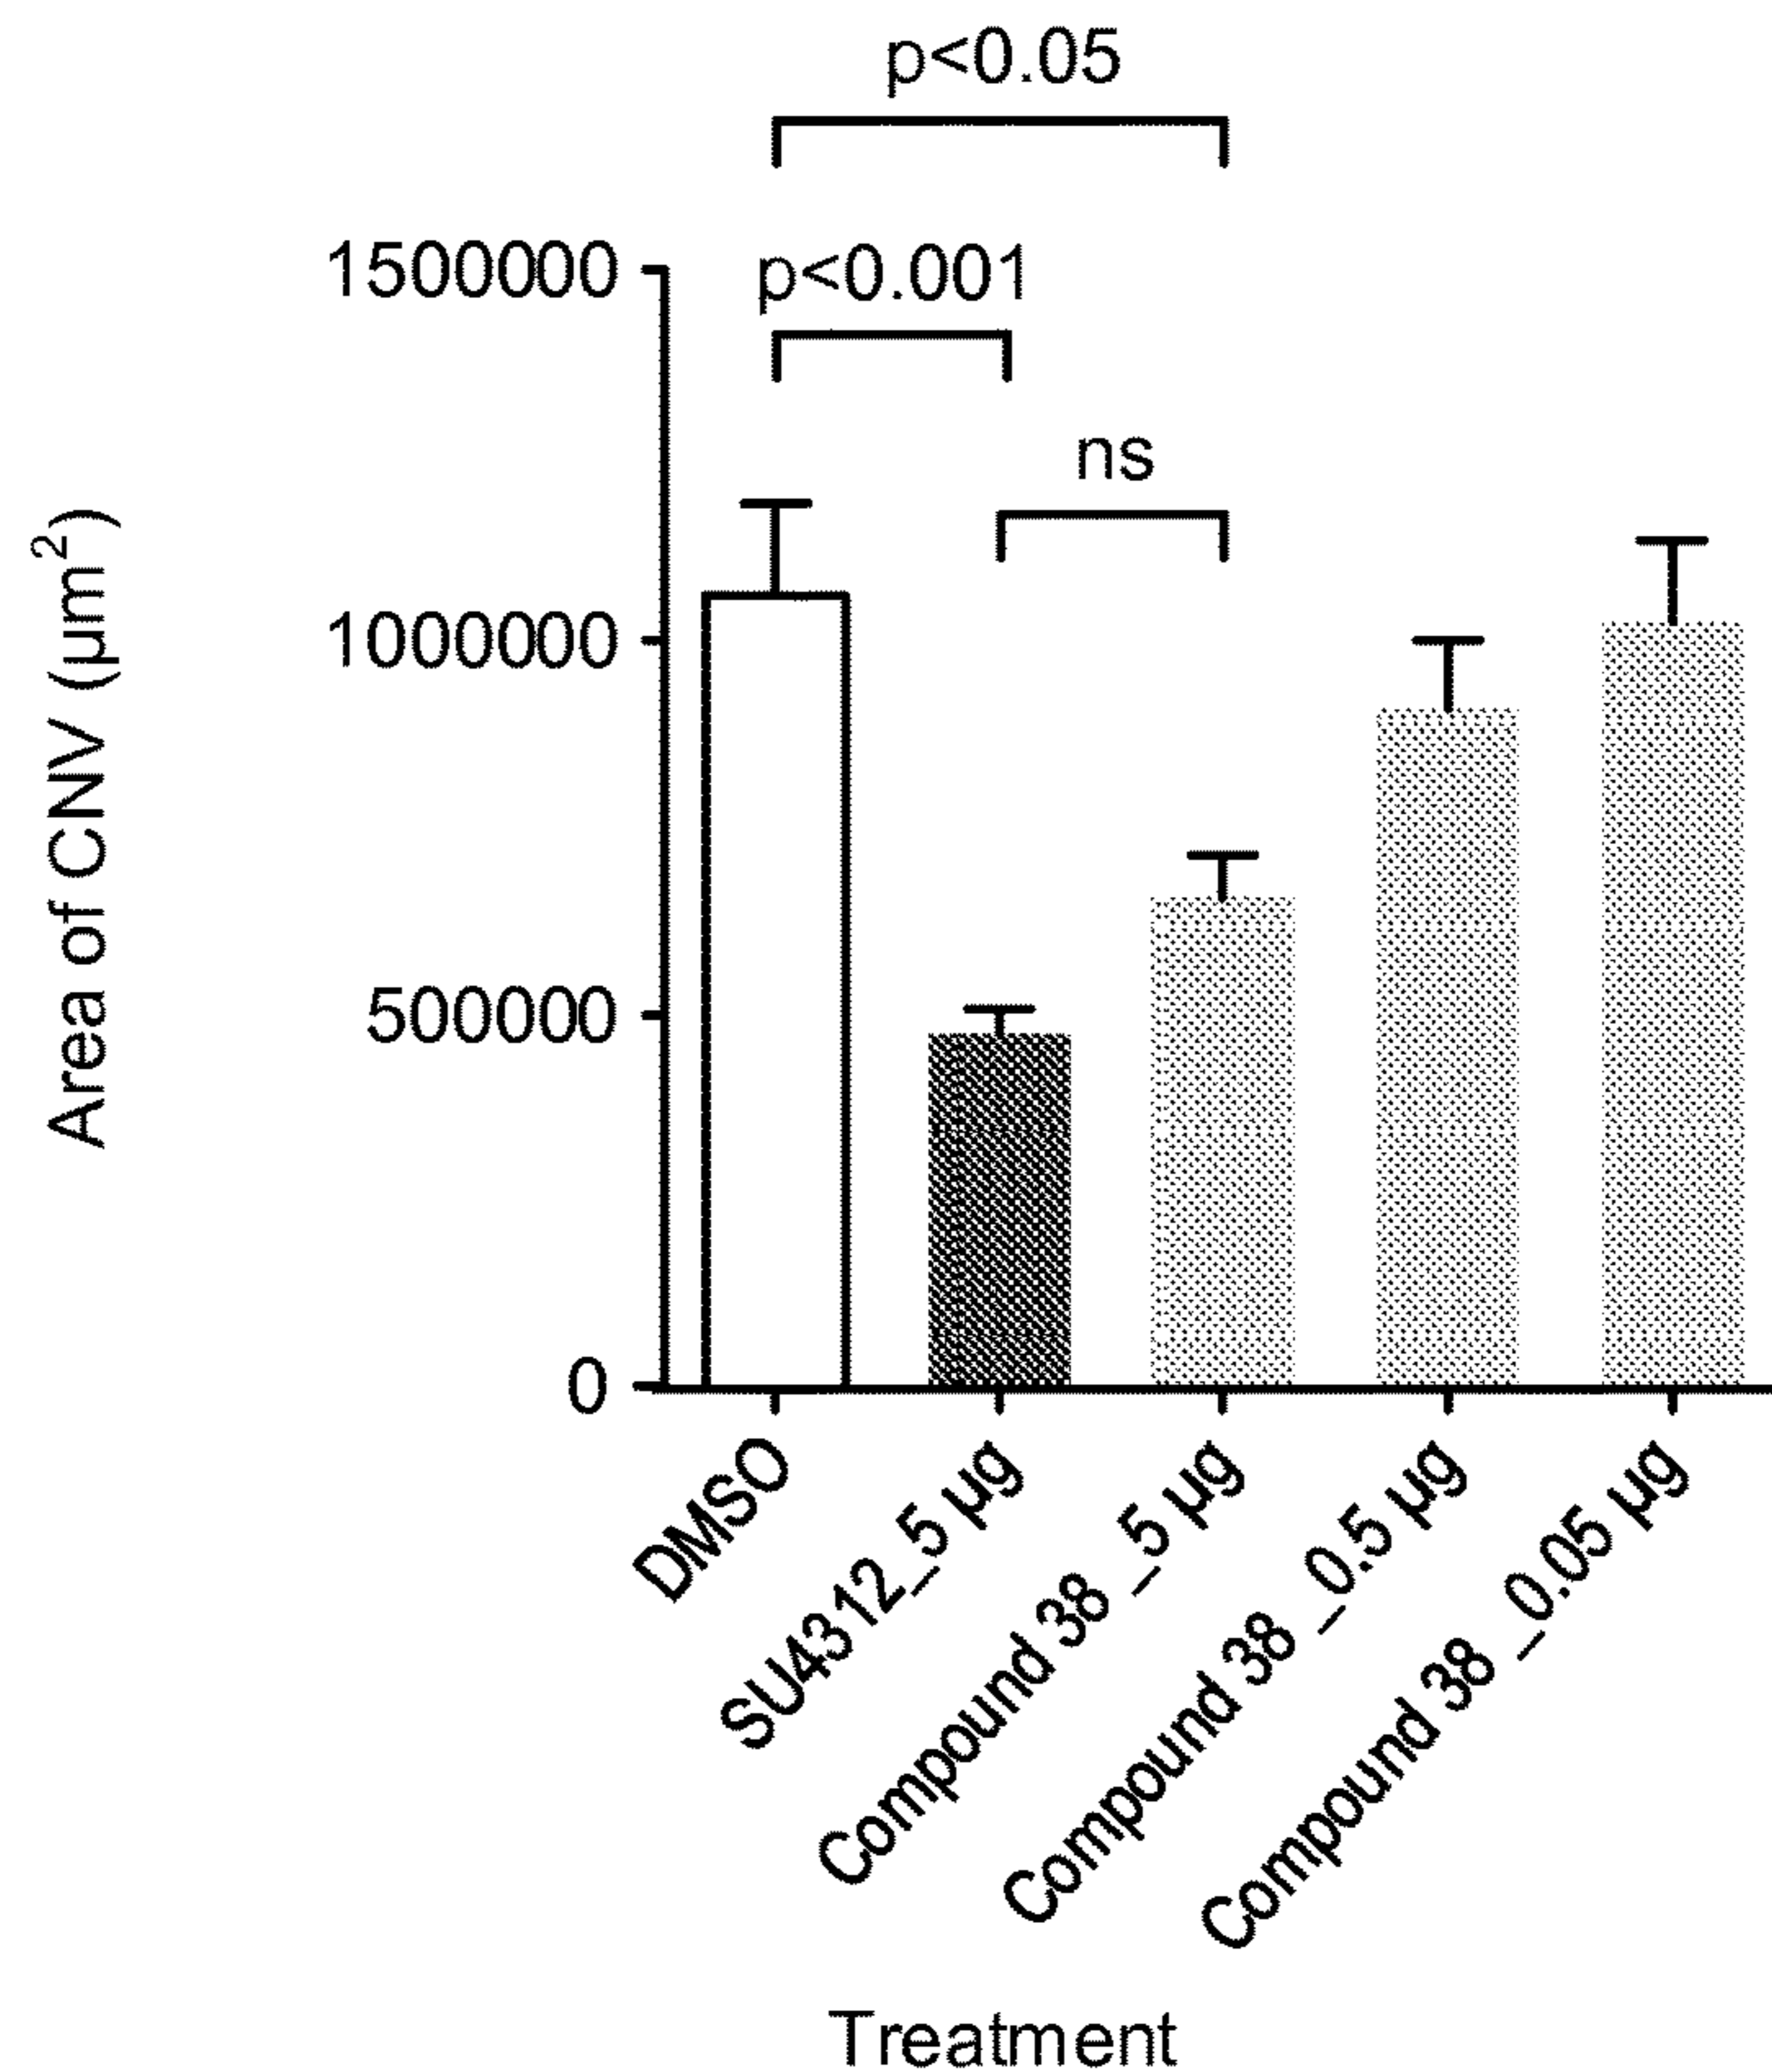 p<0.05
1500000
p<0.001
ns
1000000
500000
0
Area of CNV (µm²)
DMSO
SU4312_5 µg
Compound 38 _5 µg
Compound 38 _0.5 µg
Compound 38 _0.05 µg
Treatment